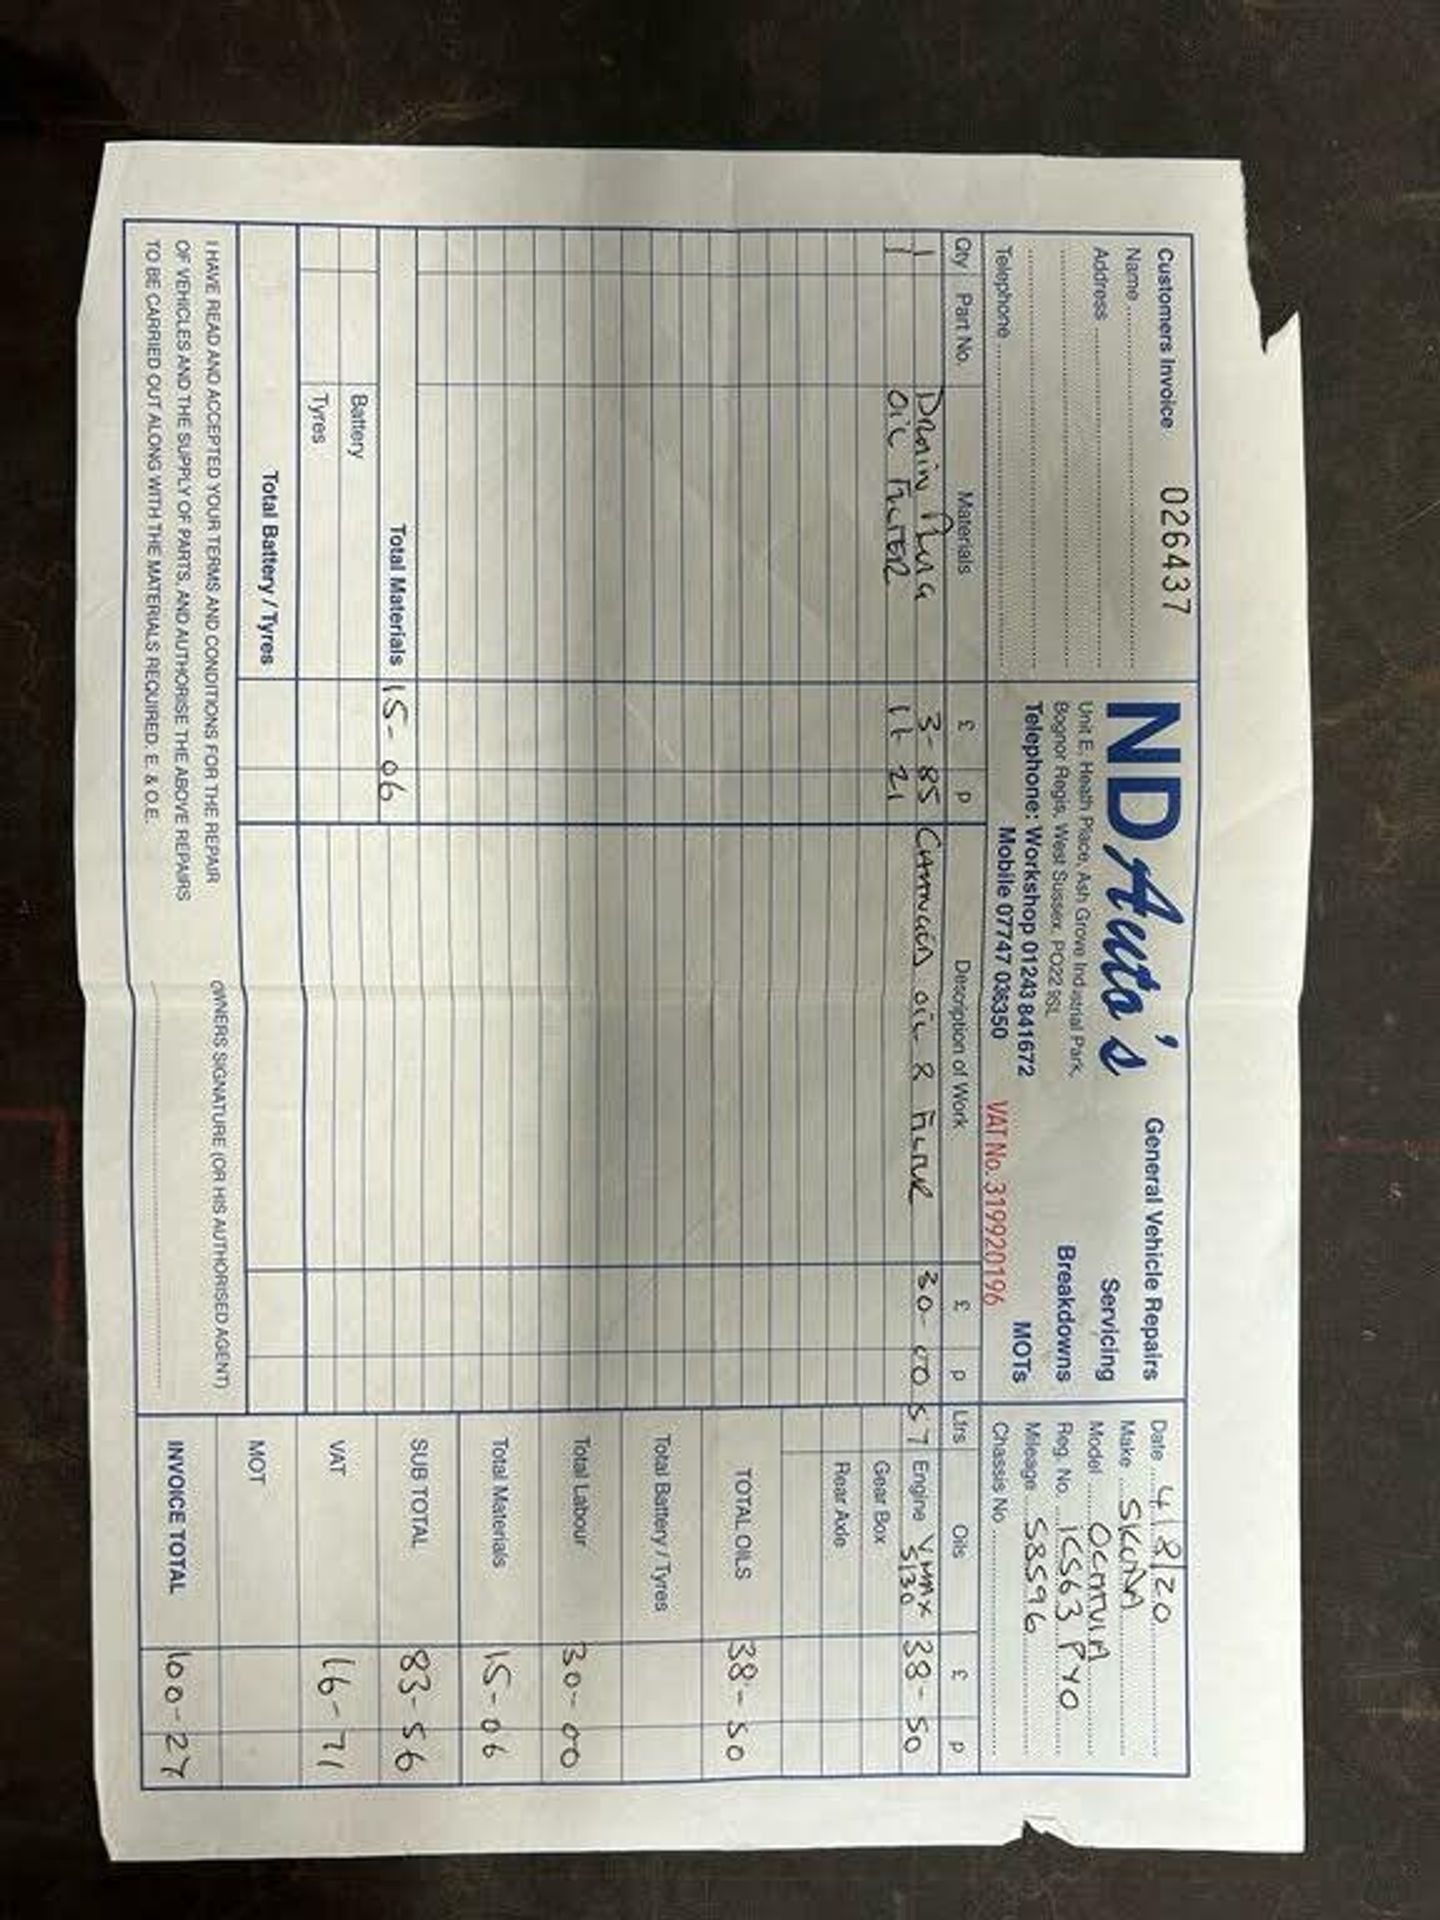 Customers Invoice 026437
Name
Address
Telephone
NDAuto's
Unit E, Heath Place, Ash Grove Industrial Park,
Bognor Regis, West Sussex, PO22 9SL
Telephone: Workshop 01243 841672
Mobile 07747 036350
VAT No. 319920196
General Vehicle Repairs
Servicing
Breakdowns
MOTs
Date 4/8/20
Make SKODA
Model OCTAVIA
Reg. No. KS63 PYO
Mileage 58596
Chassis No.
Qty Part No. Materials £ p Description of Work £ p Ltrs Oils £ p
1 DRAIN PLUG 3-85 CHANGED OIL & FILTER 30-00 5 7 Engine VMAX 5/30 38-50
1 OIL FILTER 11 21 Gear Box
Rear Axle
TOTAL OILS 38-50
Total Battery / Tyres
Total Labour 30-00
Total Materials 15-06
Total Materials 15-06
SUB TOTAL 83-56
Battery
Tyres
VAT 16-71
Total Battery / Tyres
MOT
I HAVE READ AND ACCEPTED YOUR TERMS AND CONDITIONS FOR THE REPAIR
OF VEHICLES AND THE SUPPLY OF PARTS, AND AUTHORISE THE ABOVE REPAIRS
TO BE CARRIED OUT ALONG WITH THE MATERIALS REQUIRED. E. & O.E.
OWNERS SIGNATURE (OR HIS AUTHORISED AGENT)
INVOICE TOTAL 100-27